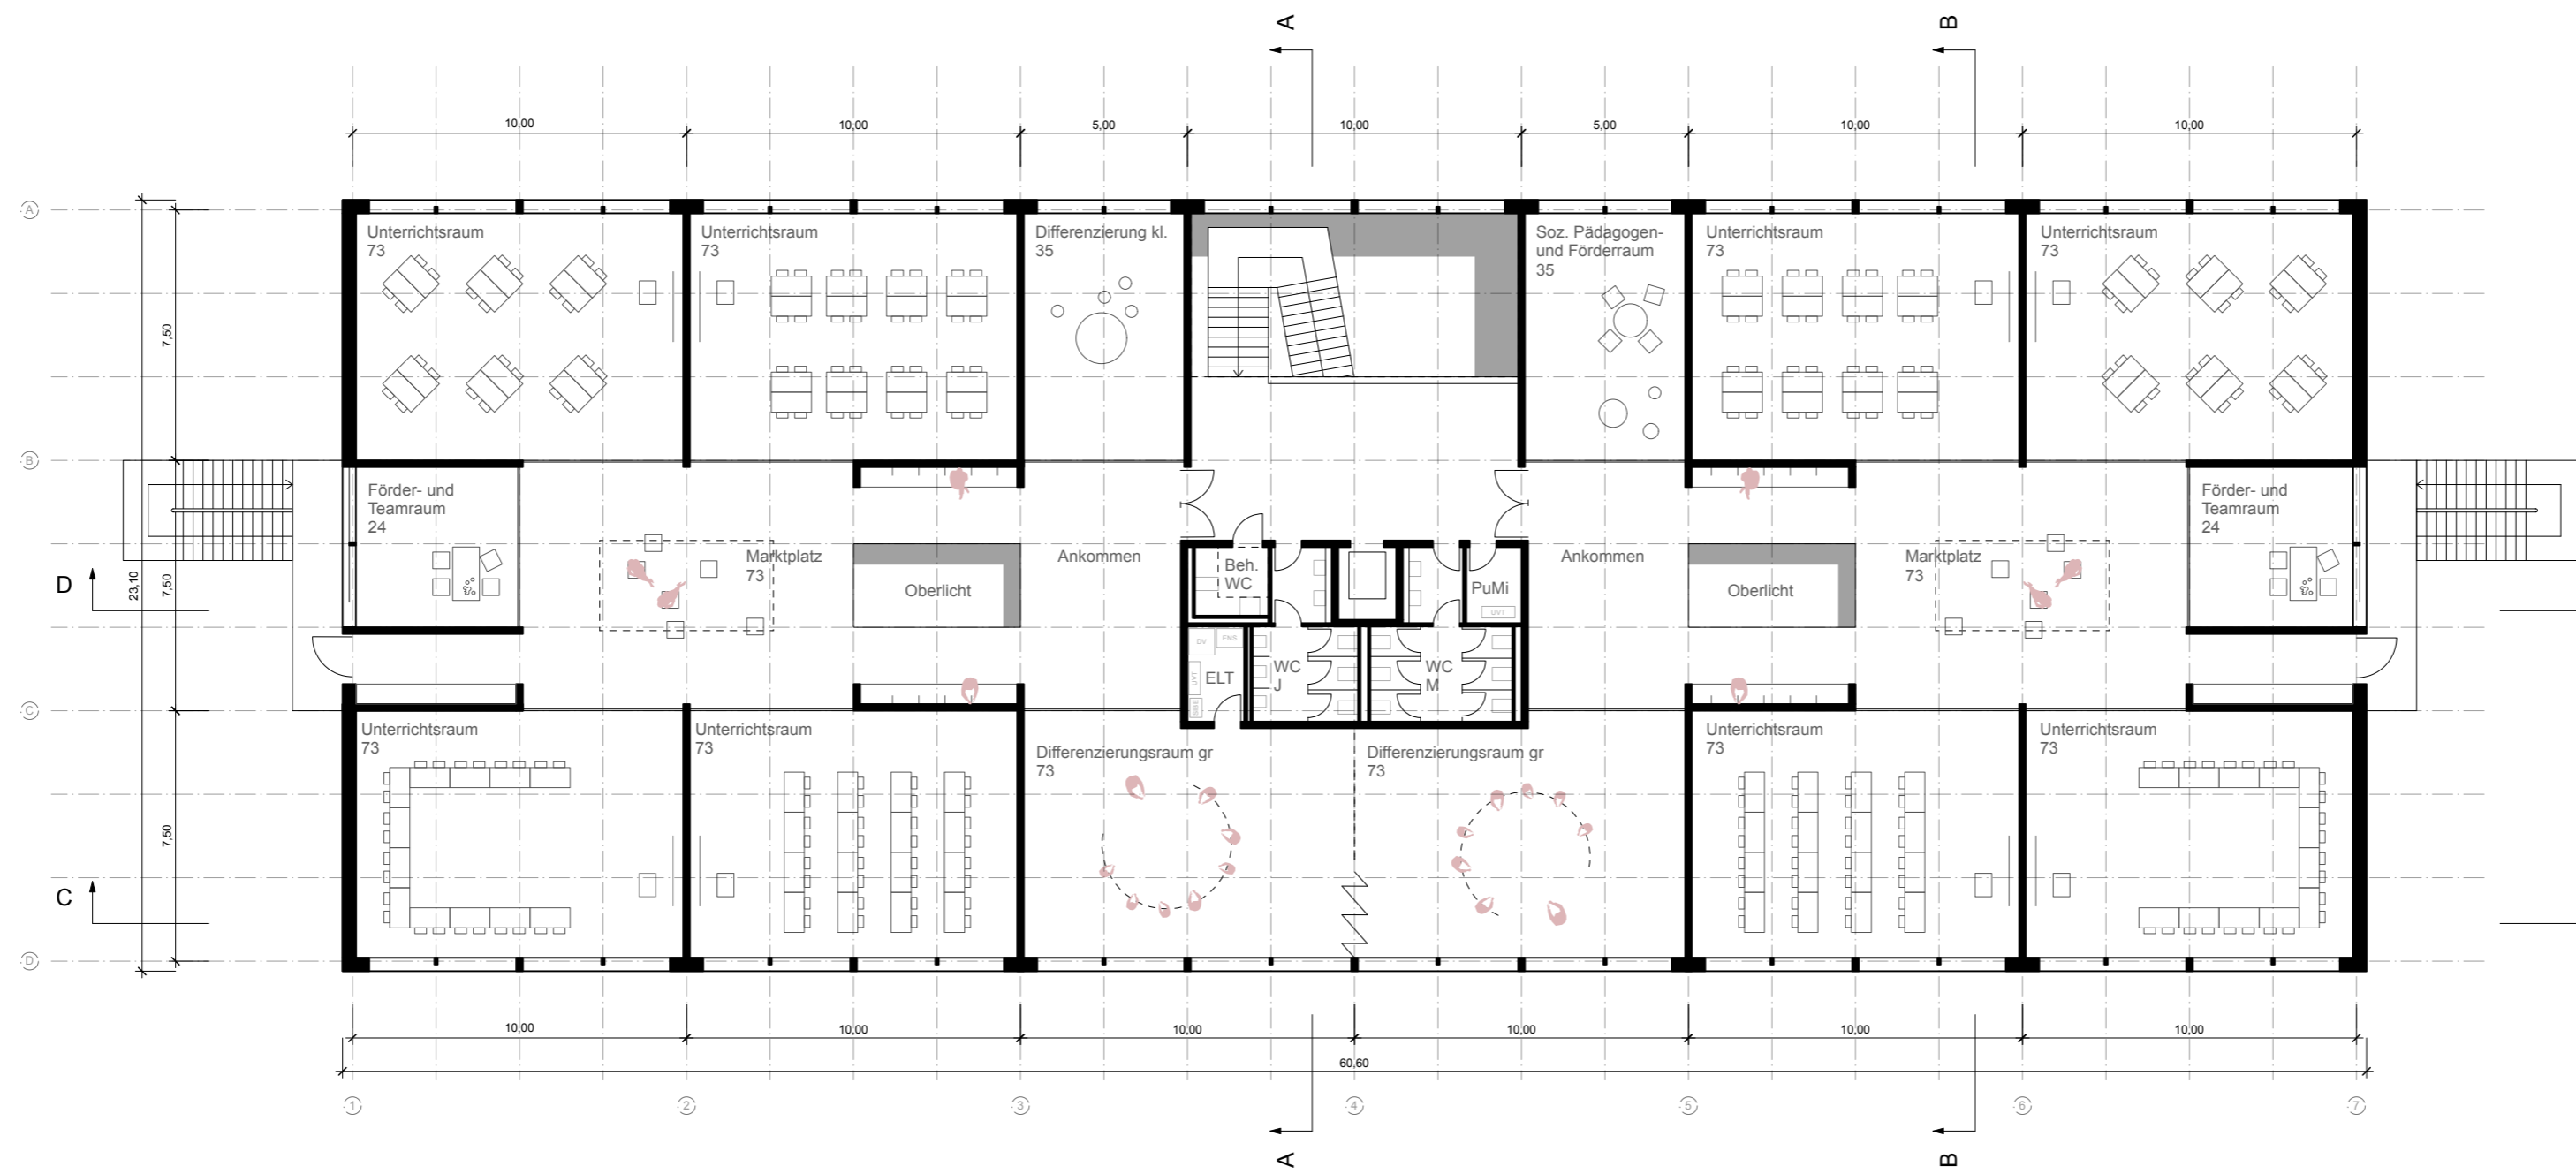 A
B
10,00
10,00
5,00
10,00
5,00
10,00
10,00
A
Unterrichtsraum
73
Unterrichtsraum
73
Differenzierung kl.
35
Soz. Pädagogen-
und Förderraum
35
Unterrichtsraum
73
Unterrichtsraum
73
7,50
B
Förder- und
Teamraum
24
Förder- und
Teamraum
24
Marktplatz
73
Ankommen
Oberlicht
Beh.
WC
PuMi
UVT
Ankommen
Oberlicht
Marktplatz
73
D
23,10
7,50
DV
ENS
UVT
SIBE
ELT
WC
J
WC
M
C
Unterrichtsraum
73
Unterrichtsraum
73
Differenzierungsraum gr
73
Differenzierungsraum gr
73
Unterrichtsraum
73
Unterrichtsraum
73
7,50
C
D
10,00
10,00
10,00
10,00
10,00
10,00
60,60
1
2
3
4
5
6
7
A
B